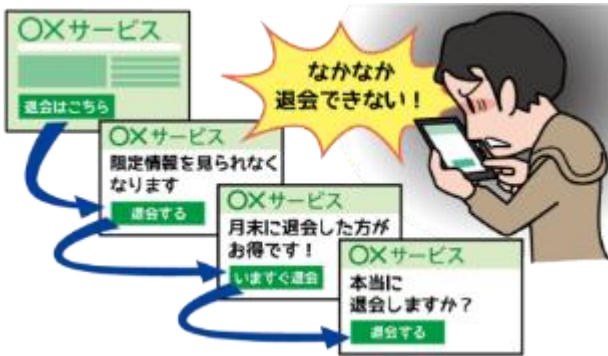 ○✕サービス
退会はこちら
なかなか
退会できない！
○✕サービス
限定情報を見られなく
なります
退会する
○✕サービス
月末に退会した方が
お得です！
いますぐ退会
○✕サービス
本当に
退会しますか？
退会する